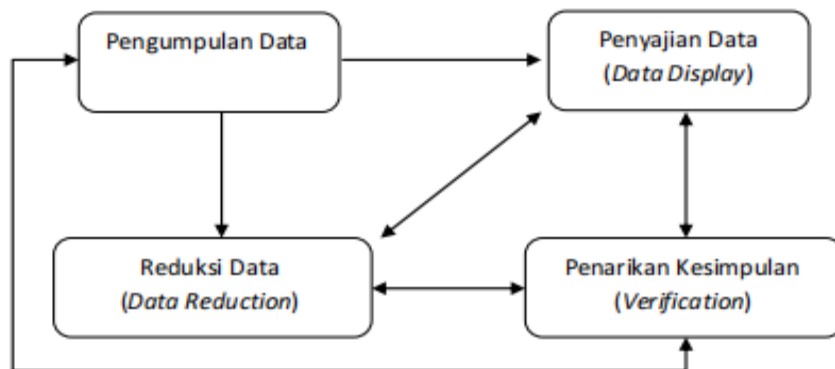 Pengumpulan Data
Penyajian Data
(Data Display)
Reduksi Data
(Data Reduction)
Penarikan Kesimpulan
(Verification)